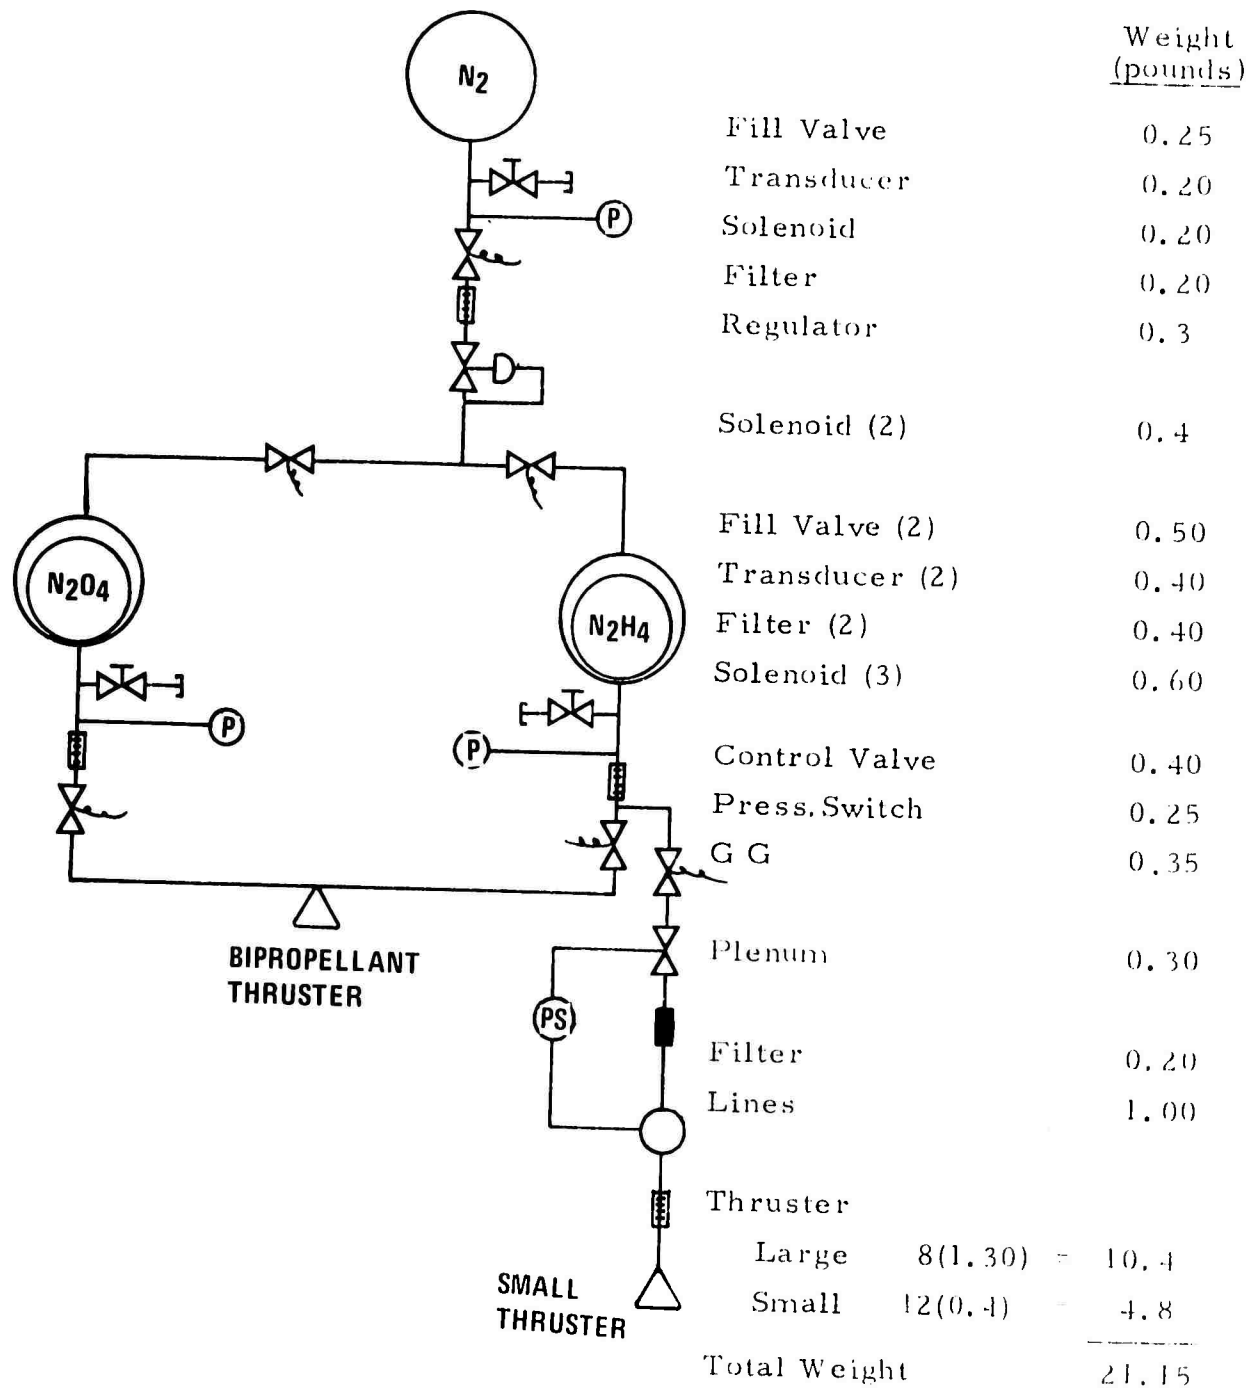 Weight
(pounds)
N2
Fill Valve 0.25
Transducer 0.20
P
Solenoid 0.20
Filter 0.20
Regulator 0.3
Solenoid (2) 0.4
Fill Valve (2) 0.50
N2O4
Transducer (2) 0.40
N2H4
Filter (2) 0.40
Solenoid (3) 0.60
P
(P)
Control Valve 0.40
Press. Switch 0.25
G G 0.35
BIPROPELLANT
THRUSTER
Plenum 0.30
(PS)
Filter 0.20
Lines 1.00
Thruster
Large 8(1.30) = 10.4
SMALL
THRUSTER
Small 12(0.4) - 4.8
Total Weight 21.15